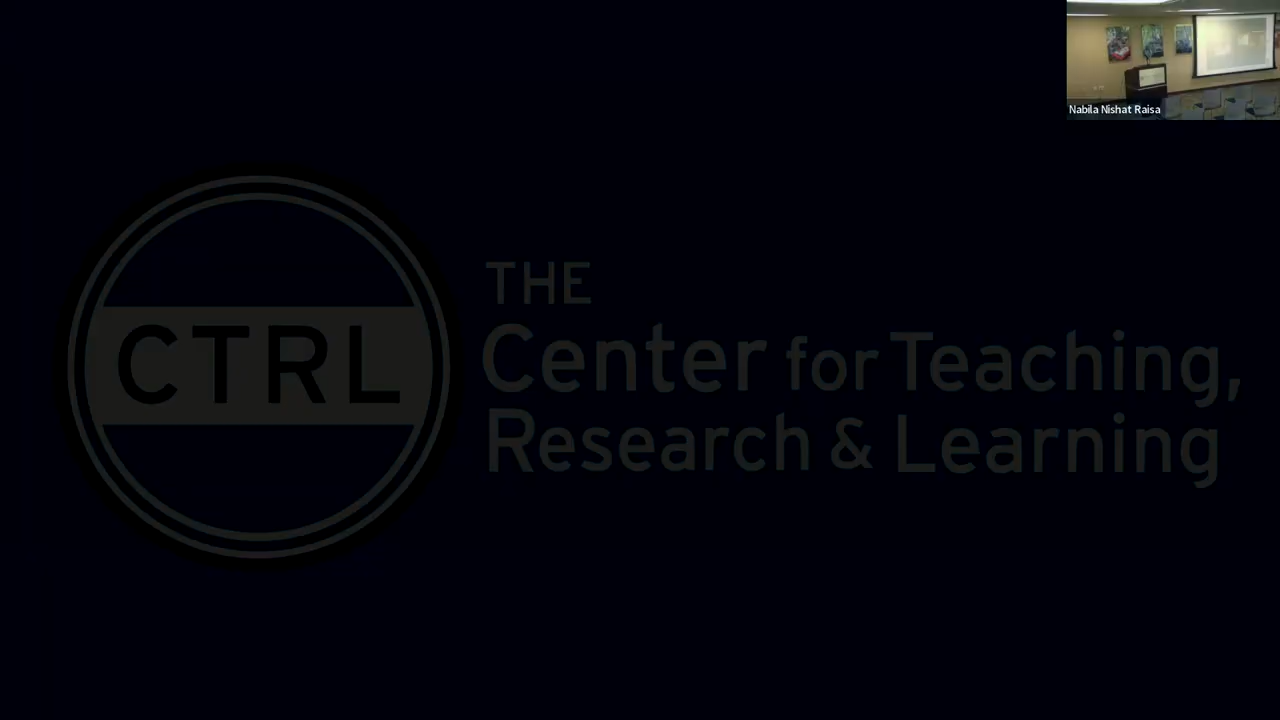 Nabila Nishat Raisa
CTRL
THE
Center for Teaching,
Research & Learning